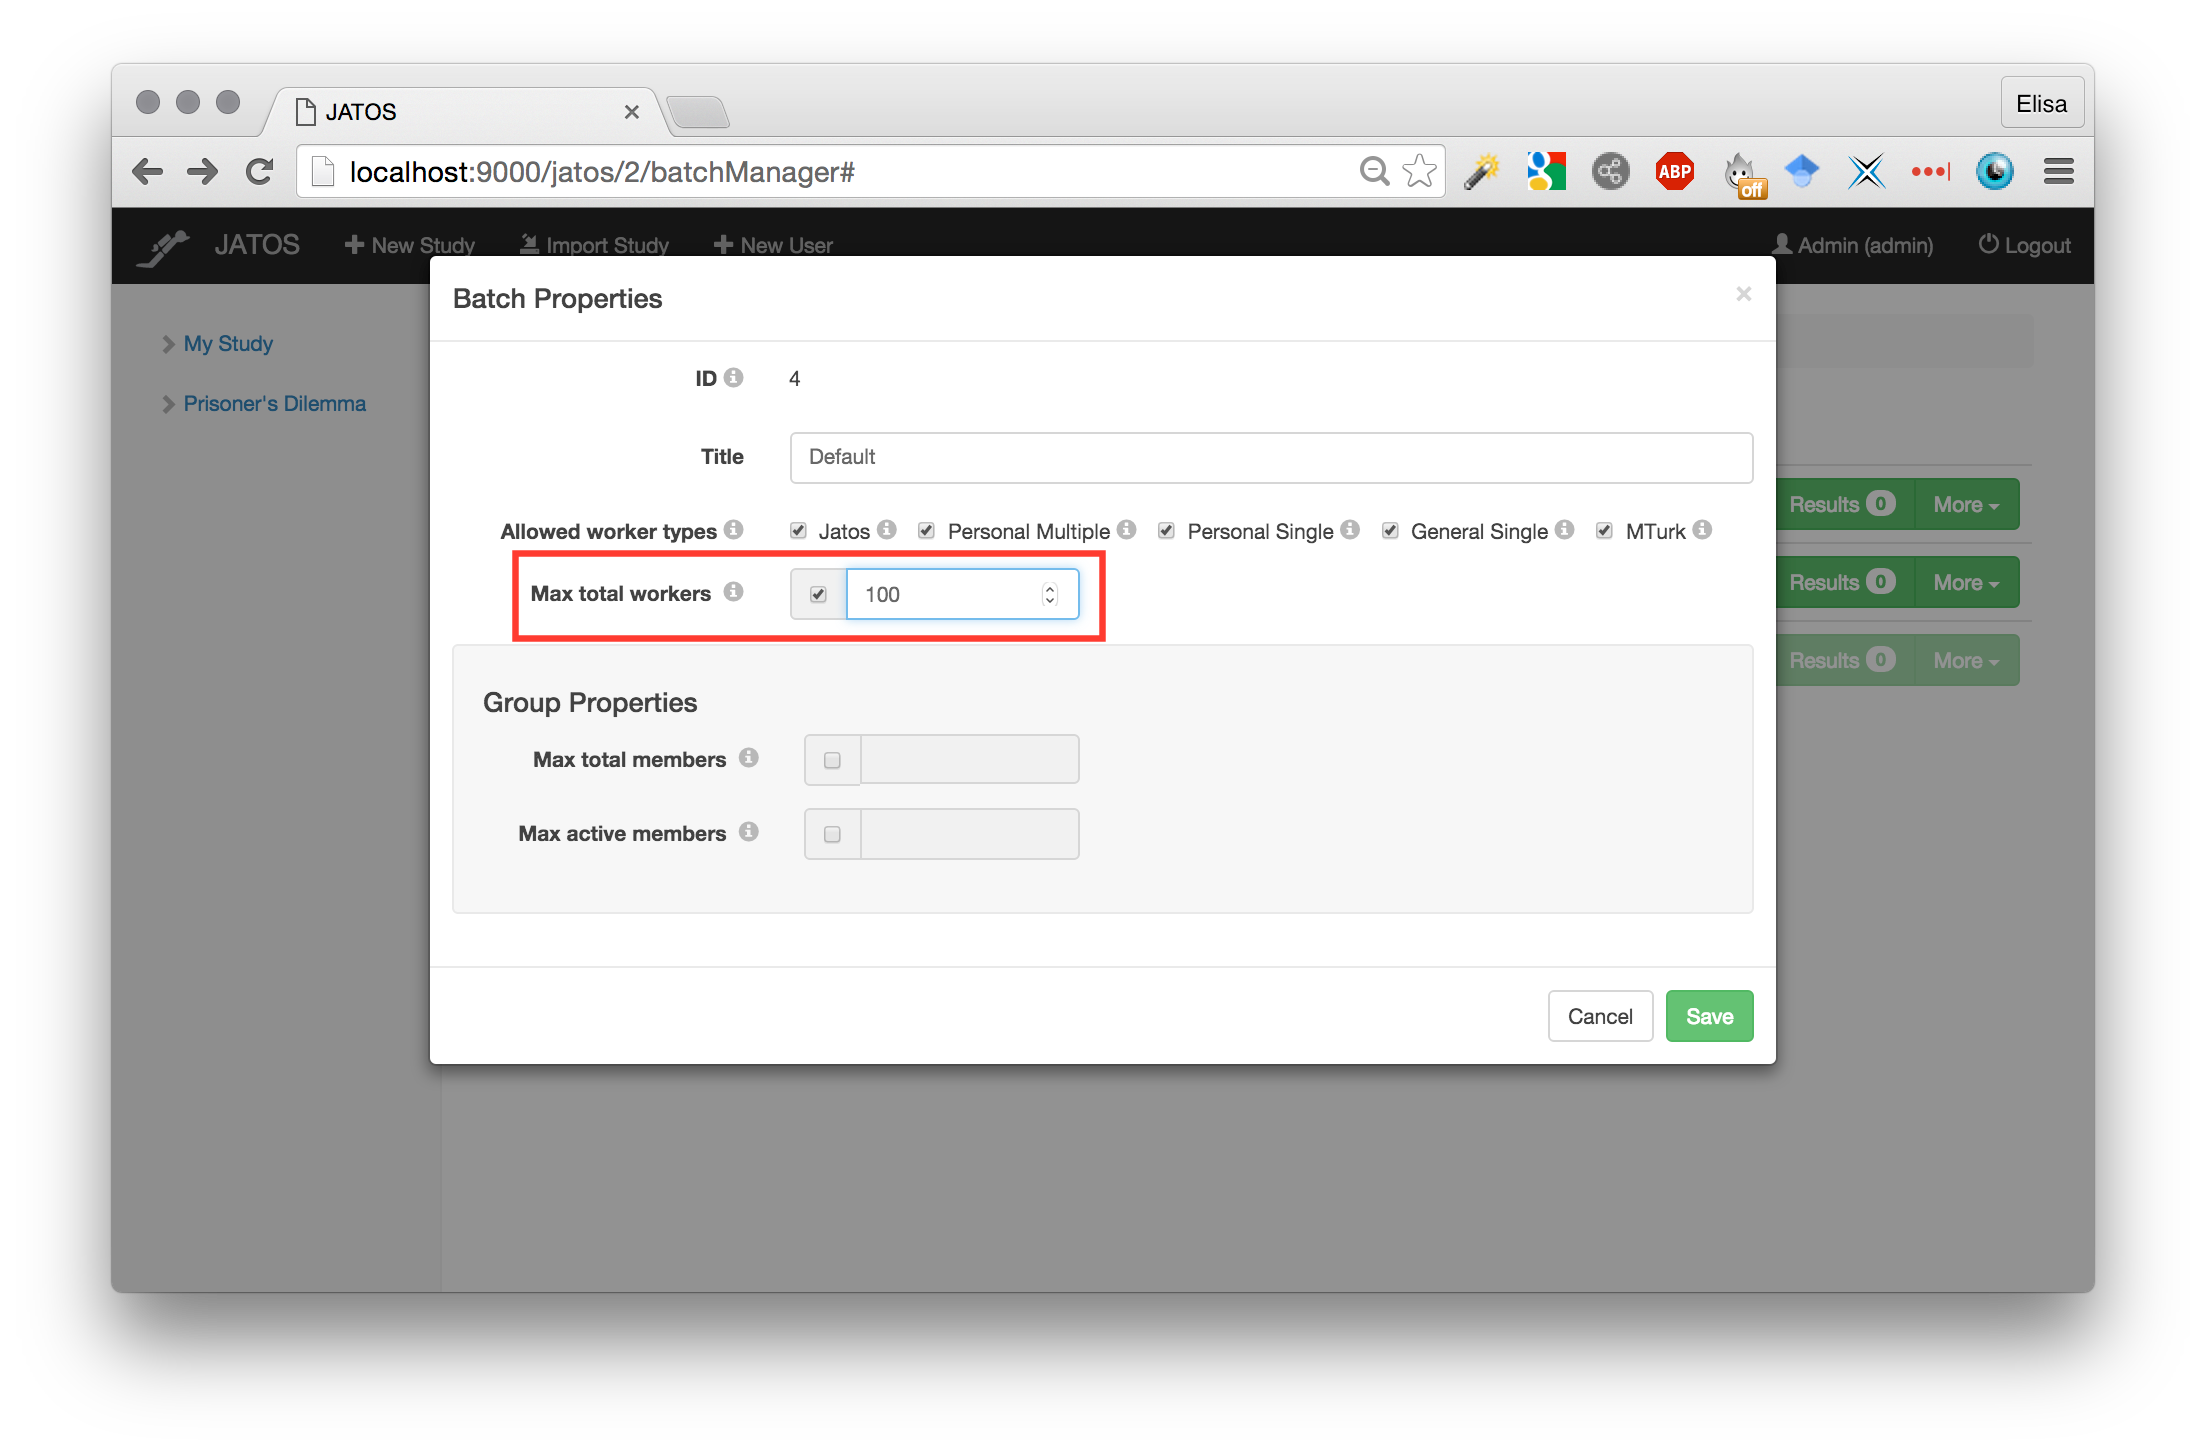 JATOS
Elisa
localhost:9000/jatos/2/batchManager#
ABP
off
JATOS New Study Import Study New User Admin (admin) Logout
Batch Properties
My Study
ID 4
Prisoner's Dilemma
Title Default
Results 0 More
Allowed worker types Jatos Personal Multiple Personal Single General Single MTurk
Results 0 More
Max total workers 100
Results 0 More
Group Properties
Max total members
Max active members
Cancel Save